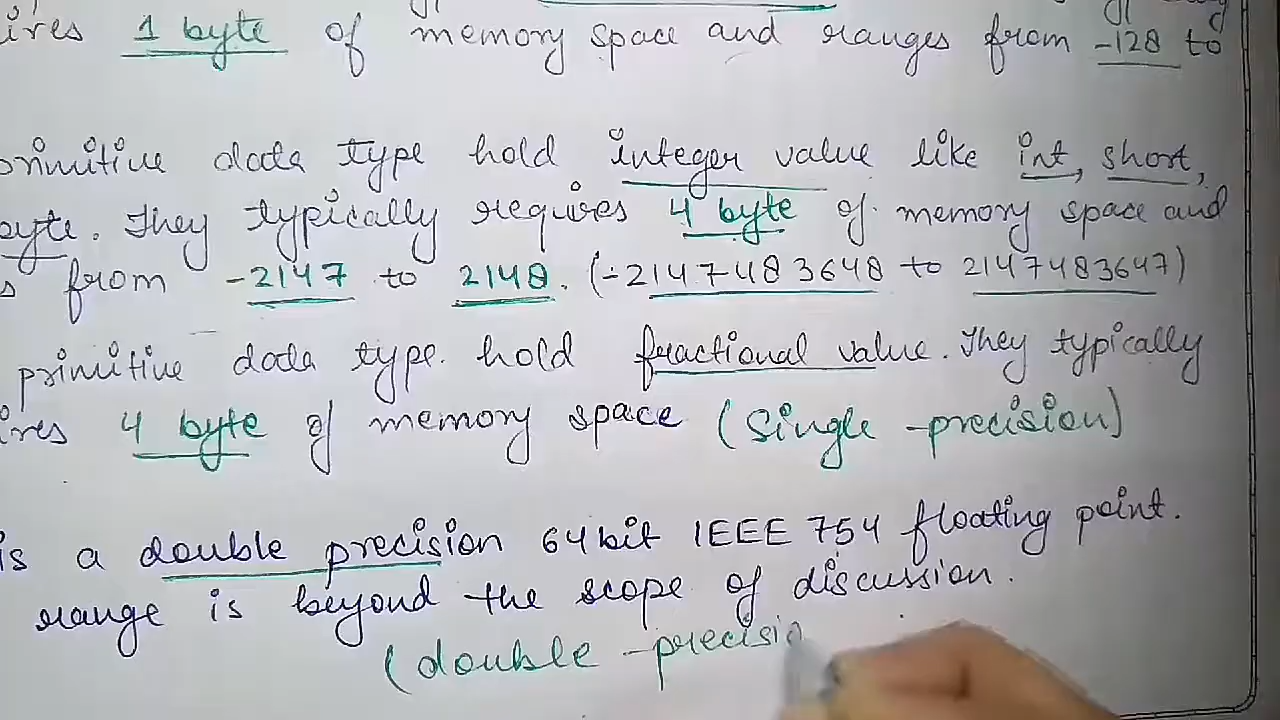 ires 1 byte of memory space and ranges from -128 to
primitive data type hold integer value like int, short,
byte. They typically requires 4 byte of memory space and
s from -2147 to 2148. (-2147483648 to 2147483647)
primitive data type. hold fractional value. They typically
ires 4 byte of memory space (Single -precision)
is a double precision 64 bit IEEE 754 floating point.
range is beyond the scope of discussion.
(double -precisio